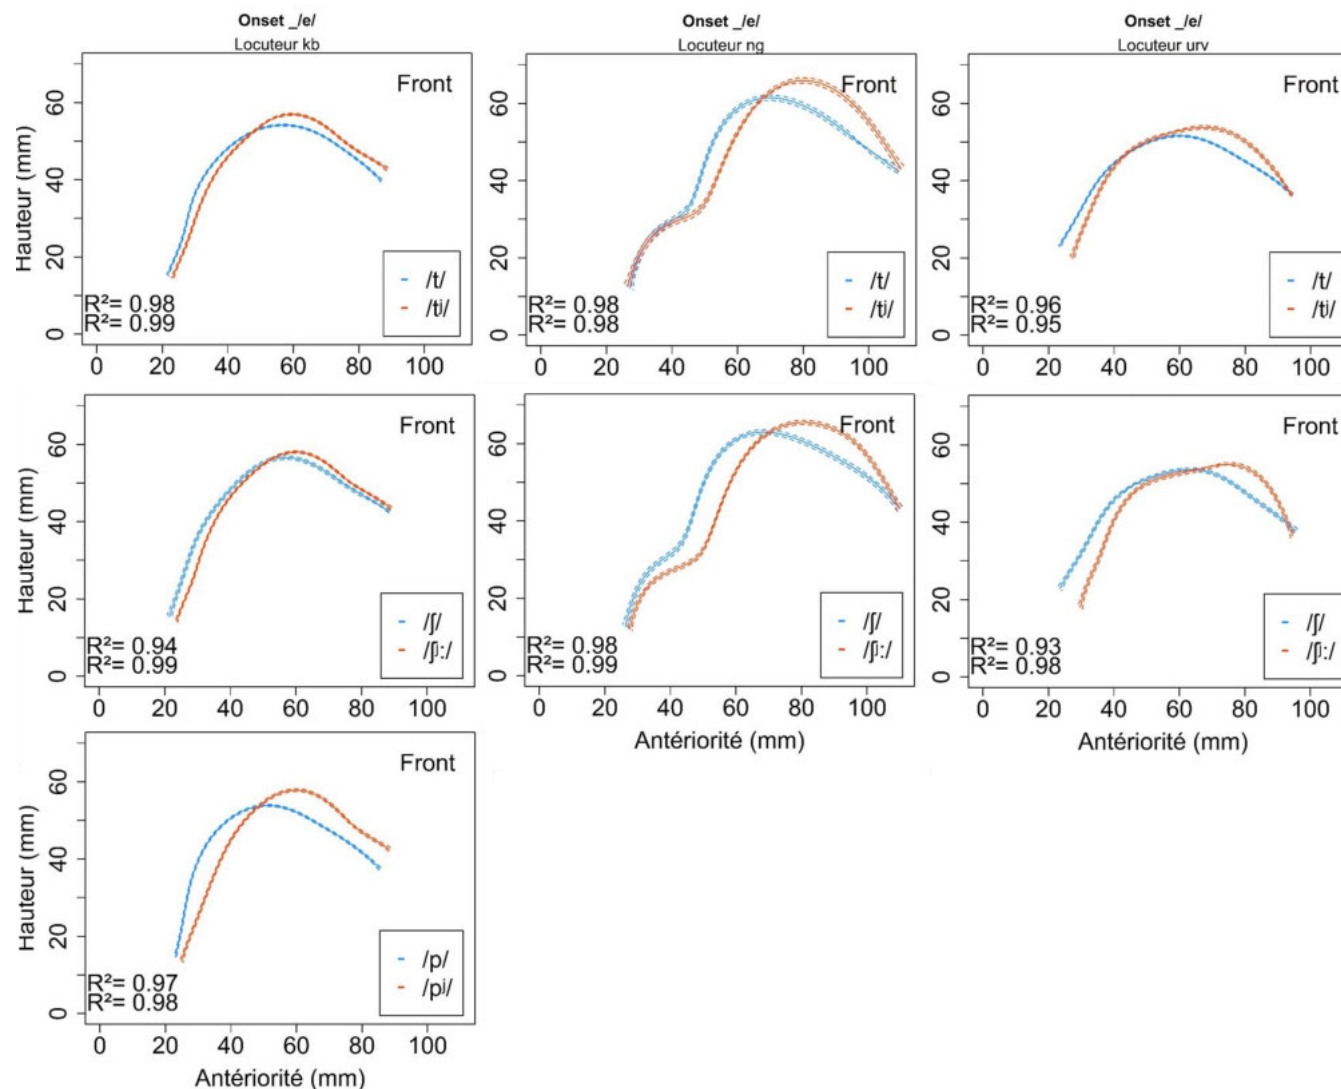 Onset _/e/
Locuteur kb
Front
Hauteur (mm)
60
40
20
0
/t/
/tʲ/
R²= 0.98
R²= 0.99
0 20 40 60 80 100
Onset _/e/
Locuteur ng
Front
60
40
20
0
/t/
/tʲ/
R²= 0.98
R²= 0.98
0 20 40 60 80 100
Onset _/e/
Locuteur urv
Front
60
40
20
0
/t/
/tʲ/
R²= 0.96
R²= 0.95
0 20 40 60 80 100
Front
Hauteur (mm)
60
40
20
0
/ʃ/
/ʃʲː/
R²= 0.94
R²= 0.99
0 20 40 60 80 100
Front
60
40
20
0
/ʃ/
/ʃʲː/
R²= 0.98
R²= 0.99
0 20 40 60 80 100
Antériorité (mm)
Front
60
40
20
0
/ʃ/
/ʃʲː/
R²= 0.93
R²= 0.98
0 20 40 60 80 100
Antériorité (mm)
Front
Hauteur (mm)
60
40
20
0
/p/
/pʲ/
R²= 0.97
R²= 0.98
0 20 40 60 80 100
Antériorité (mm)